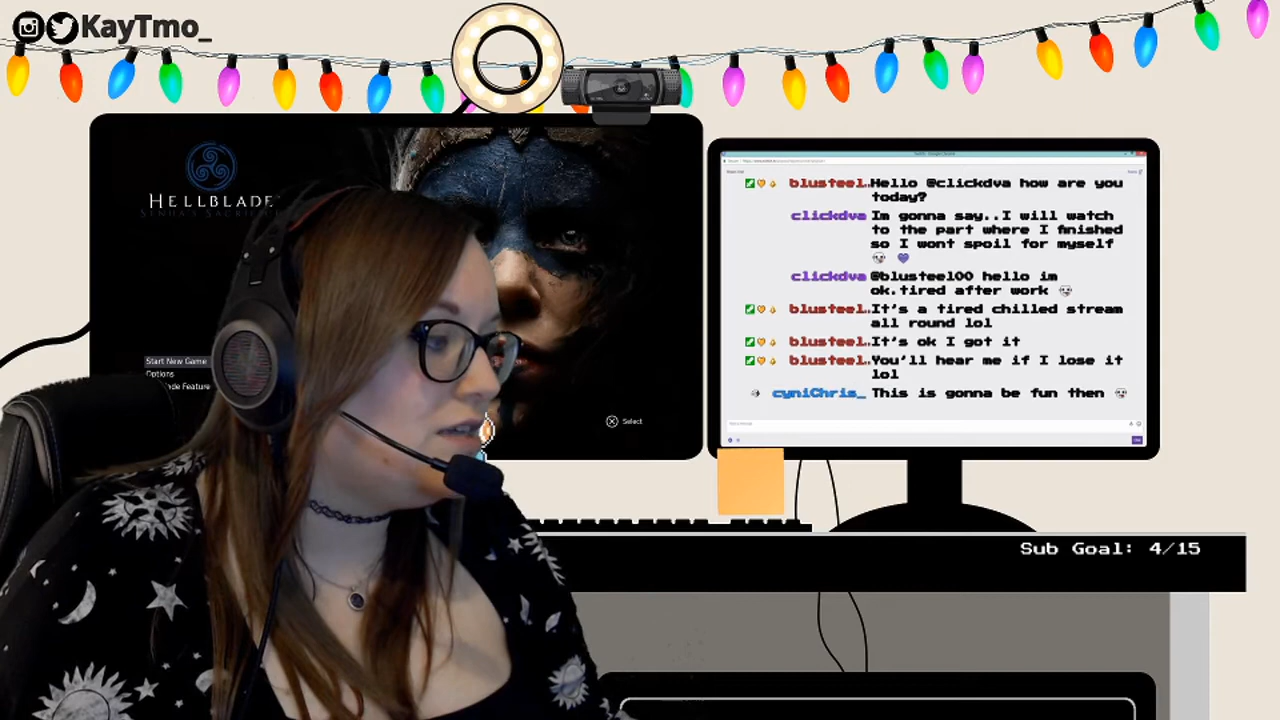 KayTmo_
HELLBLADE
SENUA'S SACRIFICE
Start New Game
Options
Select
blusteel..Hello @clickdva how are you
today?
clickdva Im gonna say..I will watch
to the part where I finished
so I wont spoil for myself
clickdva @blusteel00 hello im
ok.tired after work
blusteel..It's a tired chilled stream
all round lol
blusteel..It's ok I got it
blusteel..You'll hear me if I lose it
lol
cyniChris_ This is gonna be fun then
Sub Goal: 4/15